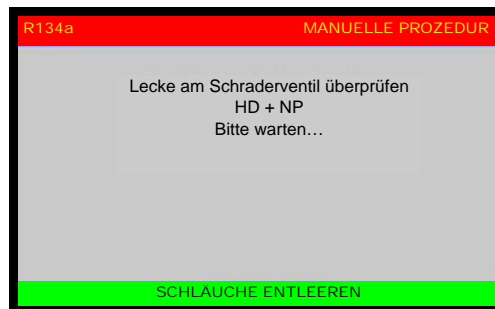 R134a MANUELLE PROZEDUR
Lecke am Schraderventil überprüfen
HD + NP
Bitte warten…
SCHLÄUCHE ENTLEEREN